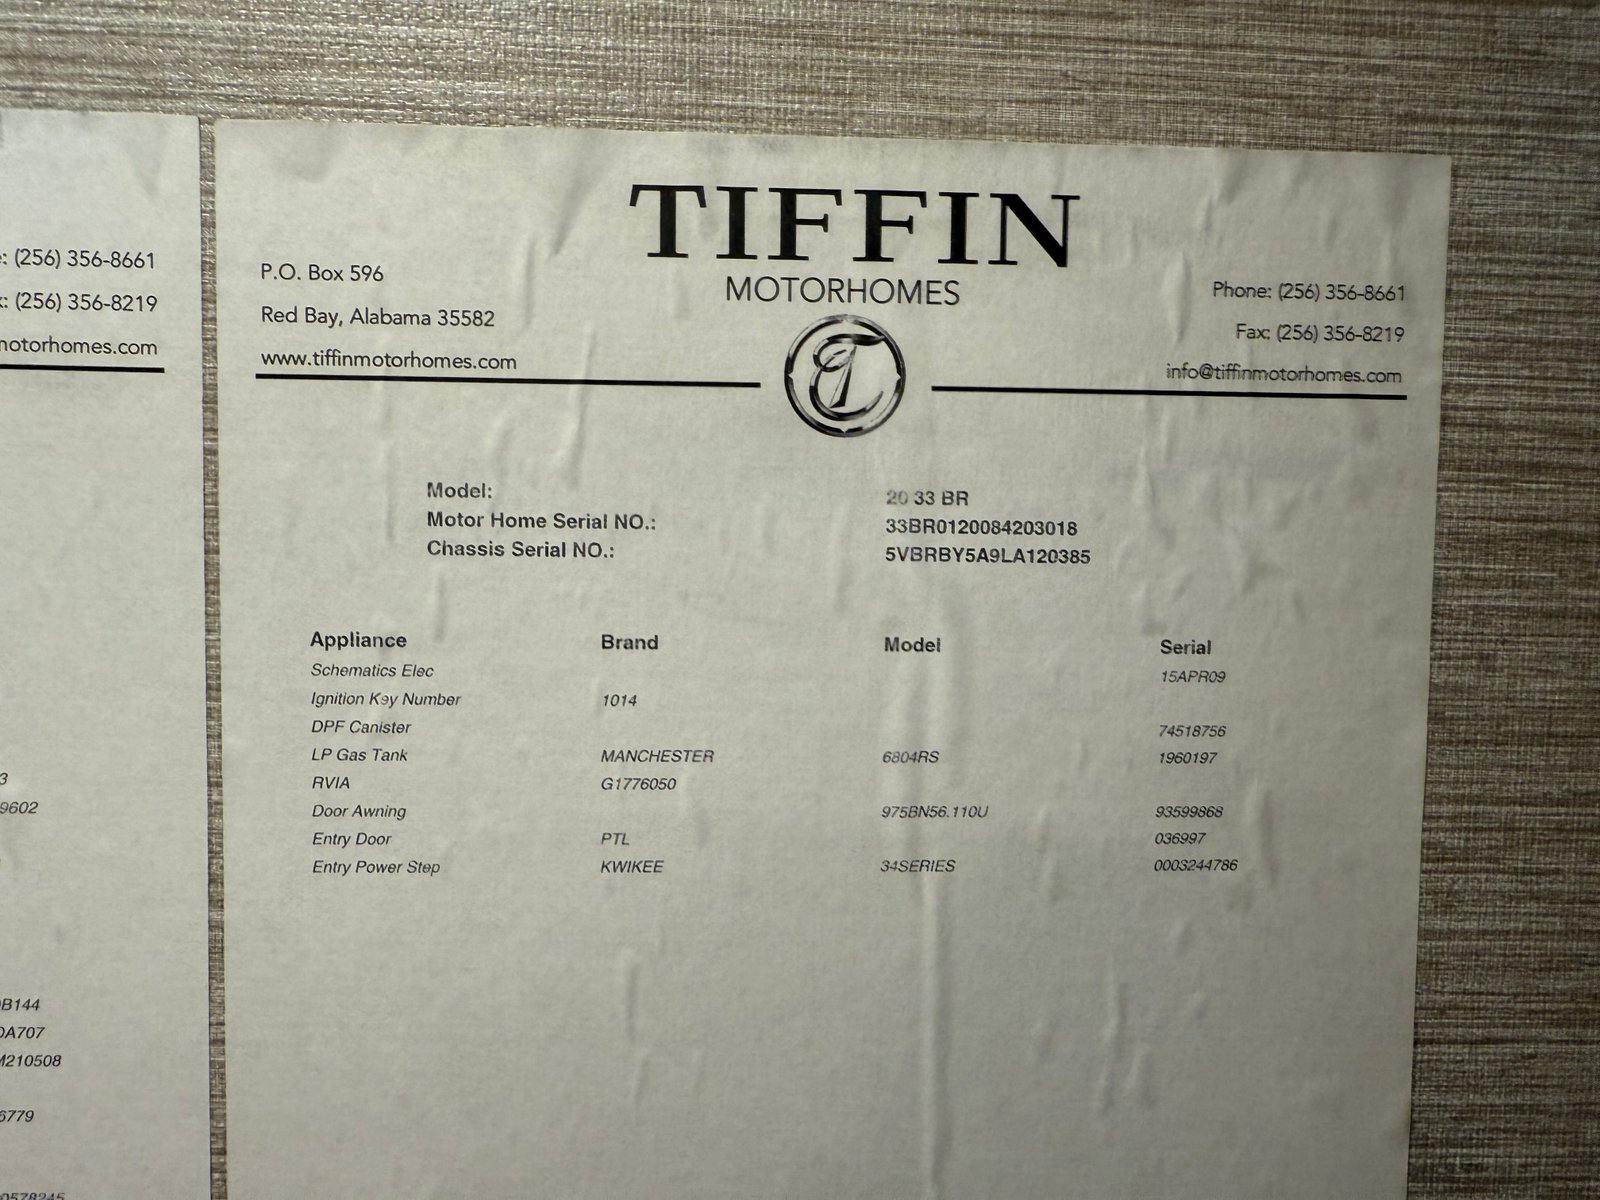 (256) 356-8661
(256) 356-8219
9602
210508
6779
TIFFIN
MOTORHOMES
P.O. Box 596
Red Bay, Alabama 35582
www.tiffinmotorhomes.com
Phone: (256) 356-8661
Fax: (256) 356-8219
info@tiffinmotorhomes.com
Model: 20 33 BR
Motor Home Serial NO.: 33BR0120084203018
Chassis Serial NO.: 5VBRBY5A9LA120385
Appliance Brand Model Serial
Schematics Elec 15APR09
Ignition Key Number 1014
DPF Canister 74518756
LP Gas Tank MANCHESTER 6804RS 1960197
RVIA G1776050
Door Awning 975BN56.110U 93599868
Entry Door PTL 036997
Entry Power Step KWIKEE 34SERIES 0003244786